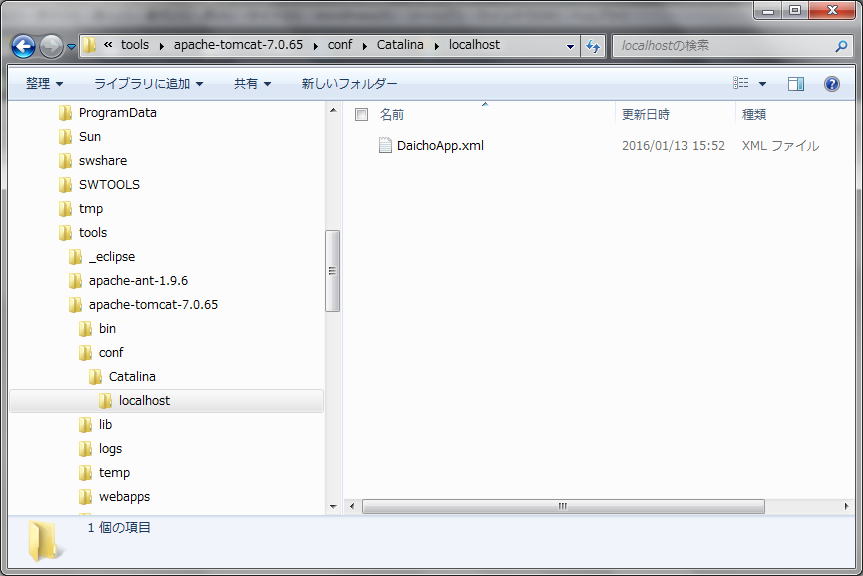 « tools ▸ apache-tomcat-7.0.65 ▸ conf ▸ Catalina ▸ localhost
localhostの検索
整理 ライブラリに追加 共有 新しいフォルダー
ProgramData
Sun
swshare
SWTOOLS
tmp
tools
_eclipse
apache-ant-1.9.6
apache-tomcat-7.0.65
bin
conf
Catalina
localhost
lib
logs
temp
webapps
名前 更新日時 種類
DaichoApp.xml 2016/01/13 15:52 XML ファイル
1 個の項目